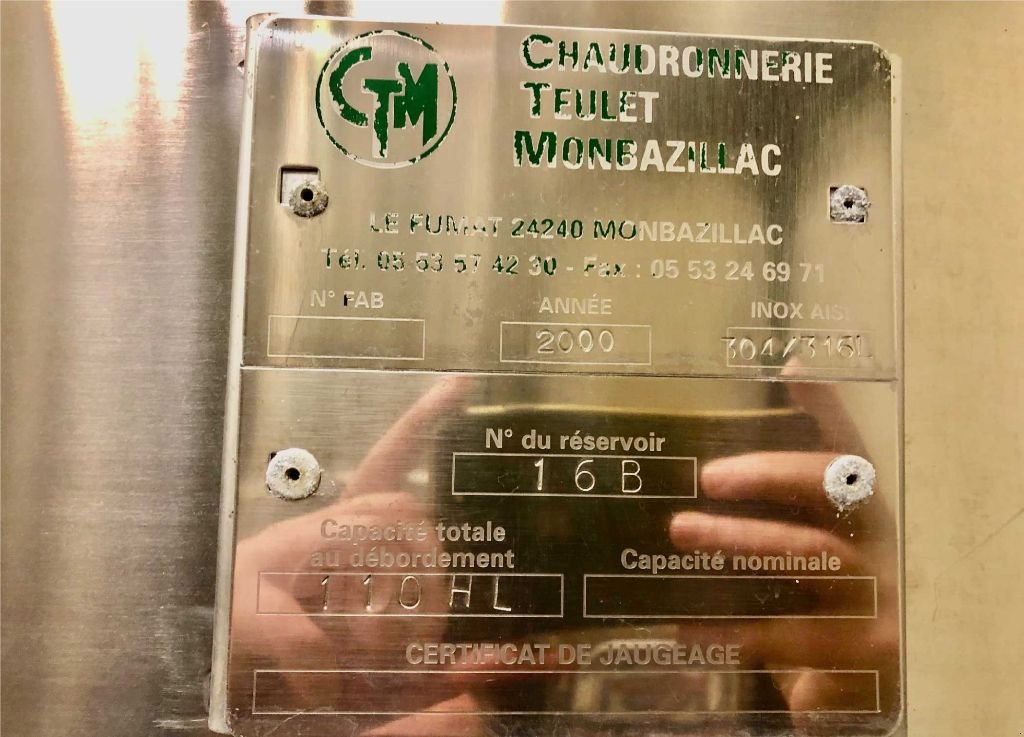 CTM
CHAUDRONNERIE
TEULET
MONBAZILLAC
LE FUMAT 24240 MONBAZILLAC
Tél. 05 53 57 42 30 - Fax : 05 53 24 69 71
N° FAB ANNÉE INOX AISI
2000 304/316L
N° du réservoir
16B
Capacité totale
au débordement Capacité nominale
110 HL
CERTIFICAT DE JAUGEAGE